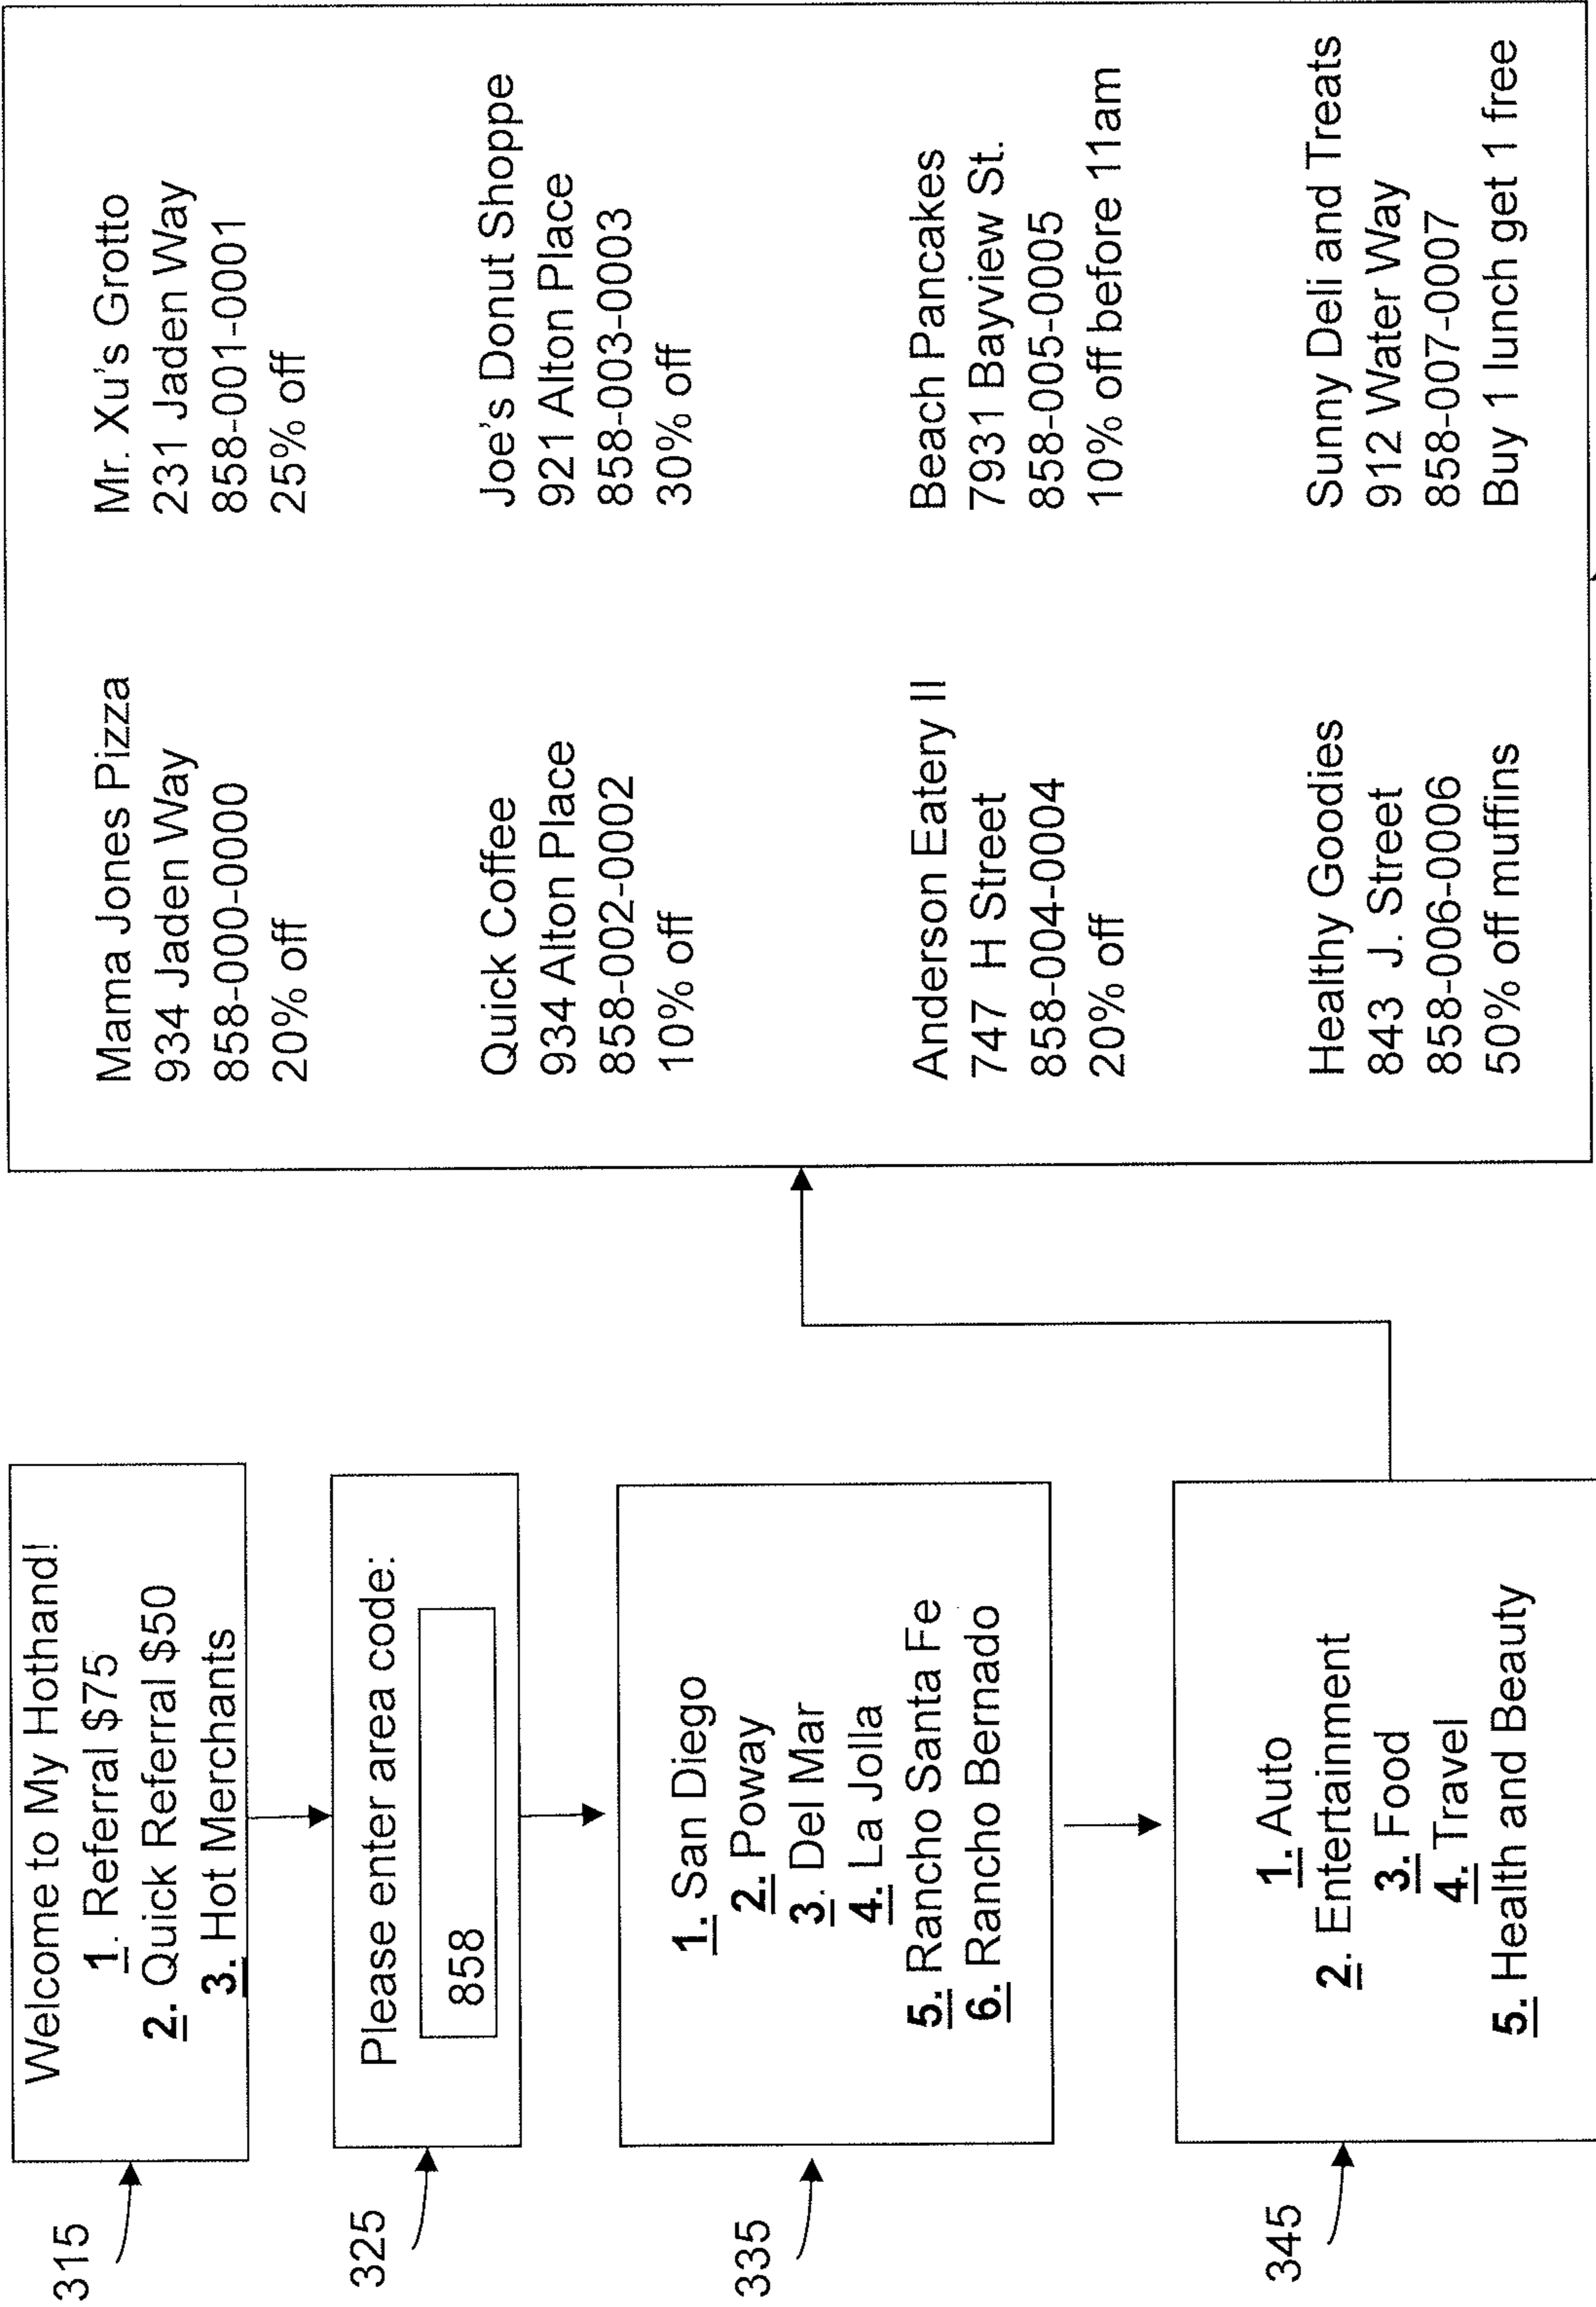 315
Welcome to My Hothand!
1. Referral $75
2. Quick Referral $50
3. Hot Merchants
325
Please enter area code:
858
335
1. San Diego
2. Poway
3. Del Mar
4. La Jolla
5. Rancho Santa Fe
6. Rancho Bernado
345
1. Auto
2. Entertainment
3. Food
4. Travel
5. Health and Beauty
Mama Jones Pizza
934 Jaden Way
858-000-0000
20% off
Mr. Xu's Grotto
231 Jaden Way
858-001-0001
25% off
Quick Coffee
934 Alton Place
858-002-0002
10% off
Joe's Donut Shoppe
921 Alton Place
858-003-0003
30% off
Anderson Eatery II
747 H Street
858-004-0004
20% off
Beach Pancakes
7931 Bayview St.
858-005-0005
10% off before 11am
Healthy Goodies
843 J. Street
858-006-0006
50% off muffins
Sunny Deli and Treats
912 Water Way
858-007-0007
Buy 1 lunch get 1 free